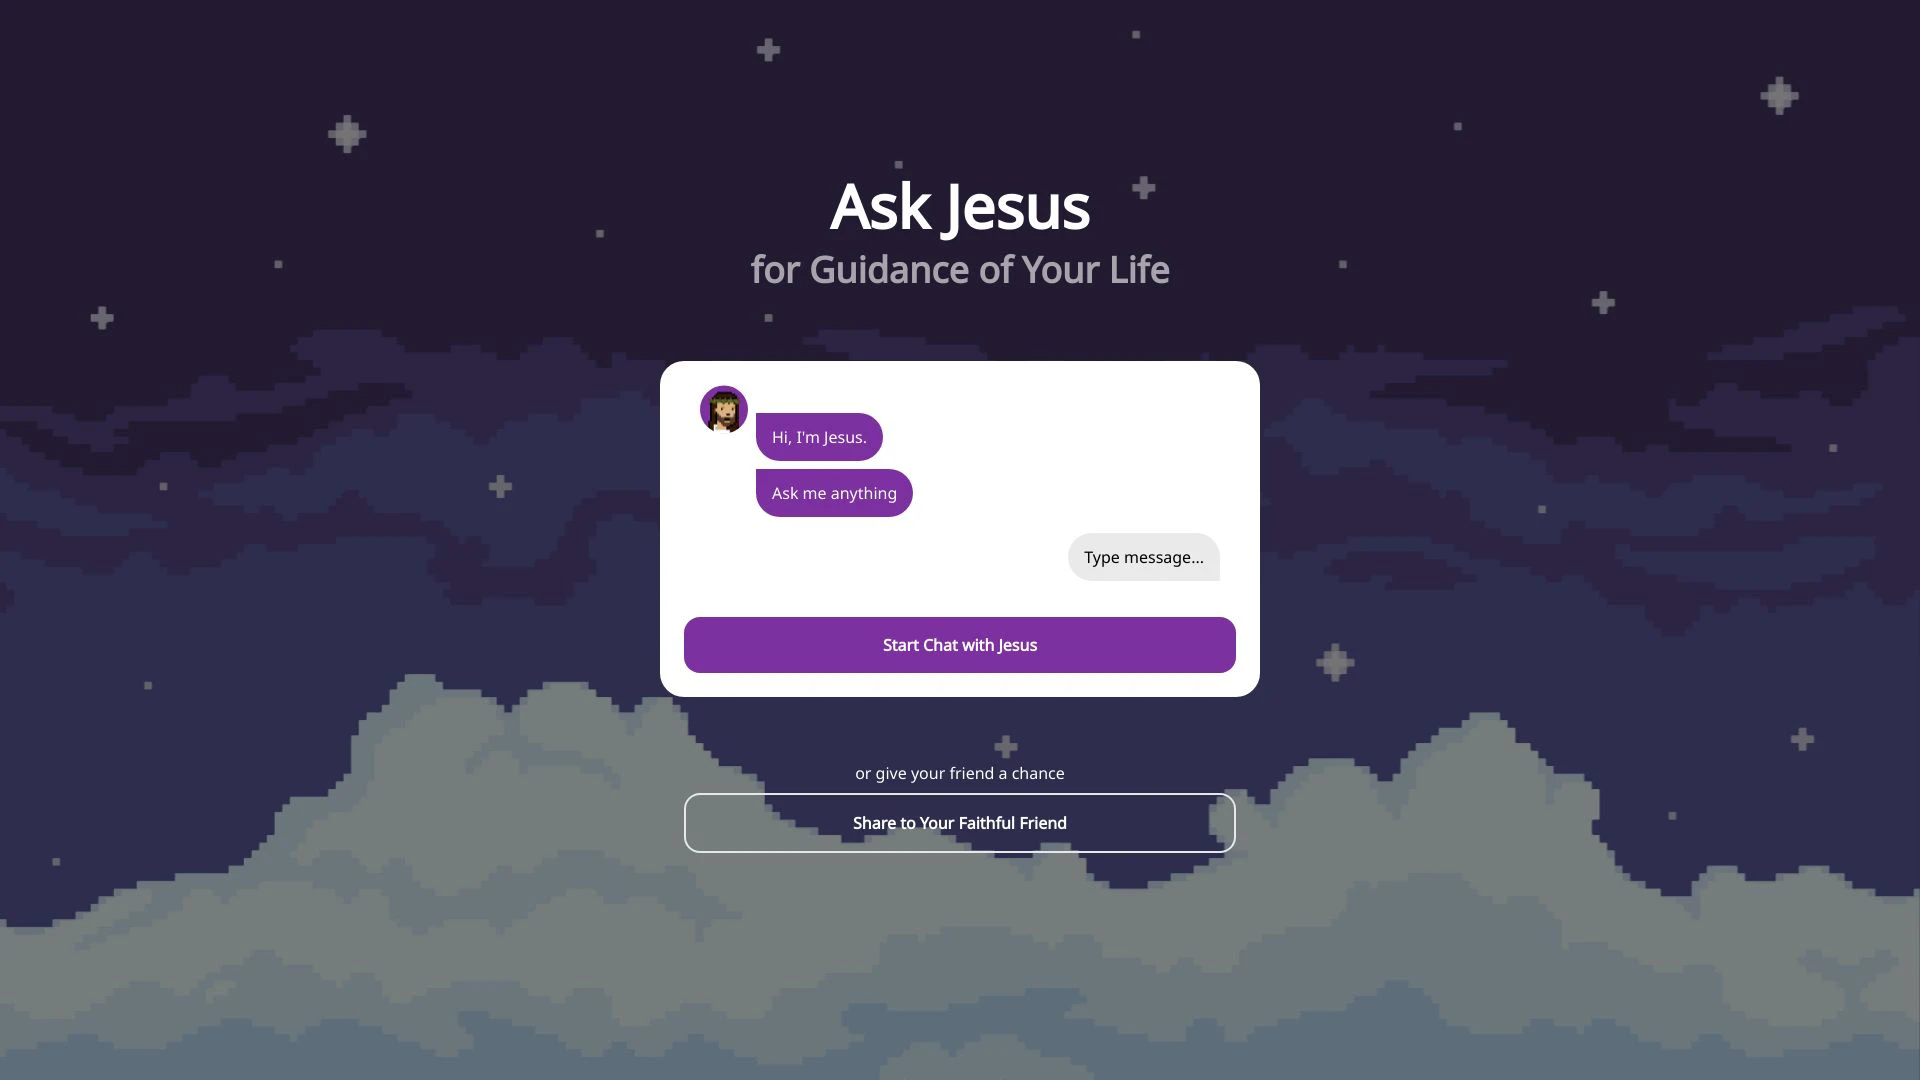 Ask Jesus
for Guidance of Your Life
Hi, I'm Jesus.
Ask me anything
Type message...
Start Chat with Jesus
or give your friend a chance
Share to Your Faithful Friend